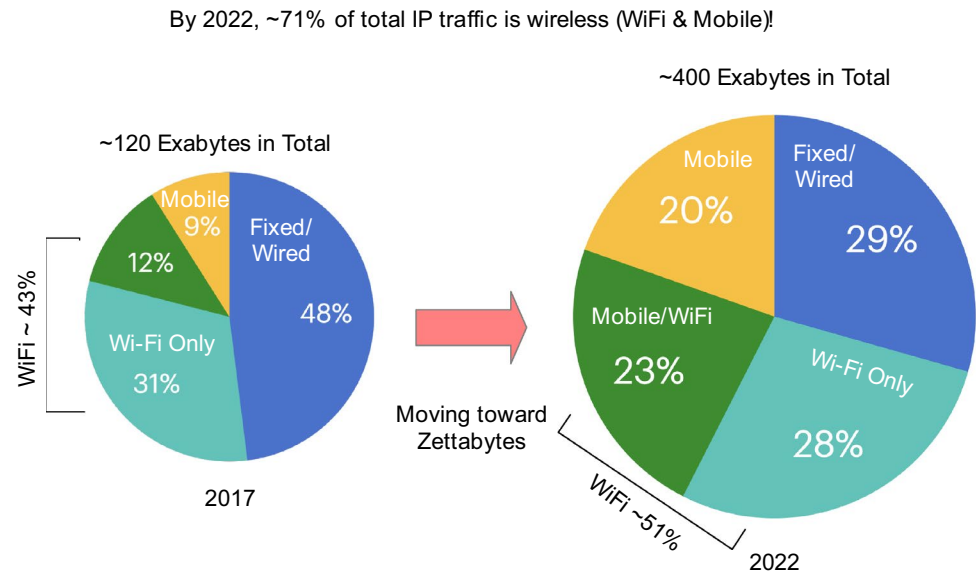 By 2022, ~71% of total IP traffic is wireless (WiFi & Mobile)!
~120 Exabytes in Total
Mobile
9%
Fixed/
Wired
48%
12%
Wi-Fi Only
31%
WiFi ~ 43%
2017
Moving toward
Zettabytes
~400 Exabytes in Total
Mobile
20%
Fixed/
Wired
29%
Mobile/WiFi
23%
Wi-Fi Only
28%
WiFi ~51%
2022